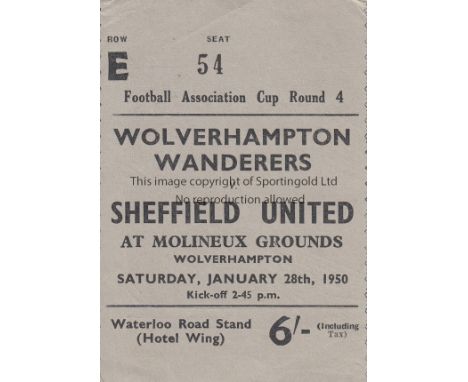 ROW SEAT
E 54
Football Association Cup Round 4
WOLVERHAMPTON
WANDERERS
This image copyright of Sportingold Ltd
v
No reproduction allowed
SHEFFIELD UNITED
AT MOLINEUX GROUNDS
WOLVERHAMPTON
SATURDAY, JANUARY 28th, 1950
Kick-off 2-45 p.m.
Waterloo Road Stand 6/- (Including
(Hotel Wing) Tax)